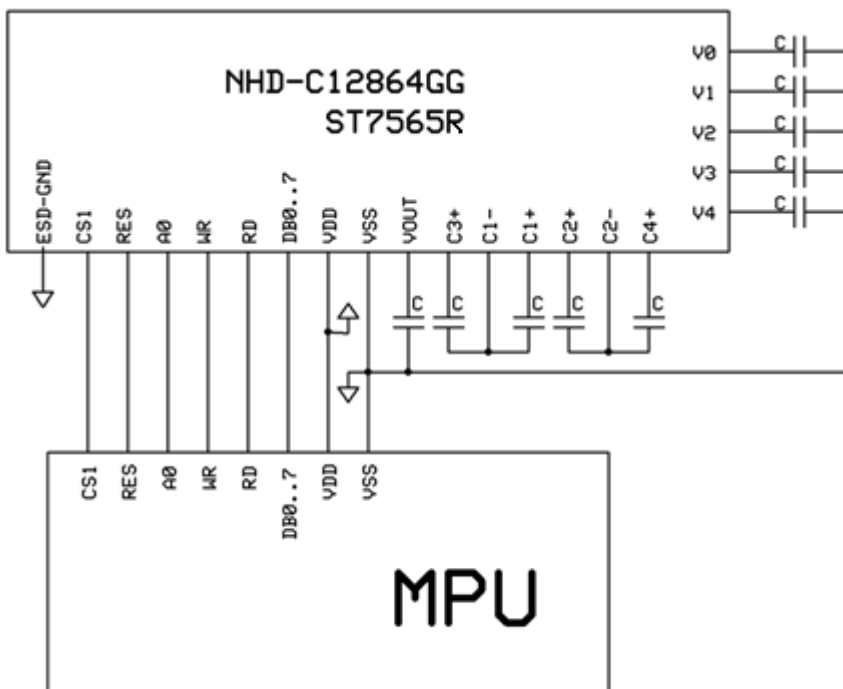 NHD-C12864GG
ST7565R
C V0
C V1
C V2
C V3
C V4
ESD-GND
CS1
RES
A0
WR
RD
DB0..7
VDD
VSS
VOUT
C3+
C1-
C1+
C2+
C2-
C4+
C
C
C
C
C
CS1
RES
A0
WR
RD
DB0..7
VDD
VSS
MPU